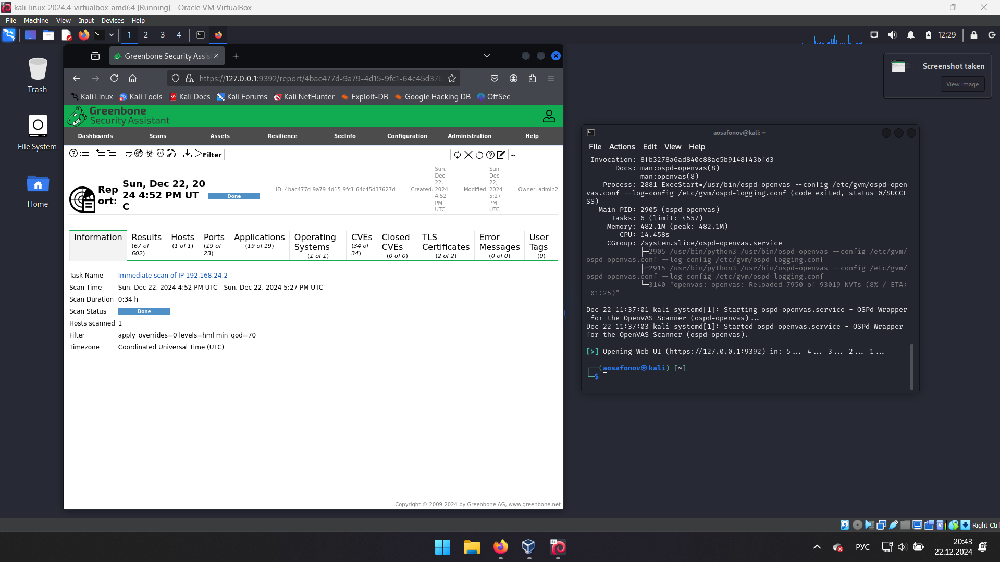 kali-linux-2024.4-virtualbox-amd64 [Running] - Oracle VM VirtualBox
File Machine View Input Devices Help
1 2 3 4
12:29
Trash
File System
Home
Greenbone Security Assis
https://127.0.0.1:9392/report/4bac477d-9a79-4d15-9fc1-64c45d376
Kali Linux Kali Tools Kali Docs Kali Forums Kali NetHunter Exploit-DB Google Hacking DB OffSec
Greenbone
Security Assistant
Dashboards Scans Assets Resilience SecInfo Configuration Administration Help
Filter
--
Rep
ort:
Sun, Dec 22, 20
24 4:52 PM UT
C
Done
ID: 4bac477d-9a79-4d15-9fc1-64c45d37627d
Created:
Sun,
Dec
22,
2024
4:52
PM
UTC
Modified:
Sun,
Dec
22,
2024
5:27
PM
UTC
Owner: admin2
Information
Results
(67 of
602)
Hosts
(1 of 1)
Ports
(19 of
23)
Applications
(19 of 19)
Operating
Systems
(1 of 1)
CVEs
(34 of
34)
Closed
CVEs
(0 of 0)
TLS
Certificates
(2 of 2)
Error
Messages
(0 of 0)
User
Tags
(0)
Task Name Immediate scan of IP 192.168.24.2
Scan Time Sun, Dec 22, 2024 4:52 PM UTC - Sun, Dec 22, 2024 5:27 PM UTC
Scan Duration 0:34 h
Scan Status Done
Hosts scanned 1
Filter apply_overrides=0 levels=hml min_qod=70
Timezone Coordinated Universal Time (UTC)
Copyright © 2009-2024 by Greenbone AG, www.greenbone.net
Screenshot taken
View image
aosafonov@kali: ~
File Actions Edit View Help
Invocation: 8fb3278a6ad840c88ae5b9148f43bfd3
Docs: man:ospd-openvas(8)
man:openvas(8)
Process: 2881 ExecStart=/usr/bin/ospd-openvas --config /etc/gvm/ospd-open
vas.conf --log-config /etc/gvm/ospd-logging.conf (code=exited, status=0/SUCCE
SS)
Main PID: 2905 (ospd-openvas)
Tasks: 6 (limit: 4557)
Memory: 482.1M (peak: 482.1M)
CPU: 14.458s
CGroup: /system.slice/ospd-openvas.service
├─2905 /usr/bin/python3 /usr/bin/ospd-openvas --config /etc/gvm/
ospd-openvas.conf --log-config /etc/gvm/ospd-logging.conf
├─2915 /usr/bin/python3 /usr/bin/ospd-openvas --config /etc/gvm/
ospd-openvas.conf --log-config /etc/gvm/ospd-logging.conf
└─3140 "openvas: openvas: Reloaded 7950 of 93019 NVTs (8% / ETA:
01:25)"
Dec 22 11:37:01 kali systemd[1]: Starting ospd-openvas.service - OSPd Wrapper
for the OpenVAS Scanner (ospd-openvas)...
Dec 22 11:37:03 kali systemd[1]: Started ospd-openvas.service - OSPd Wrapper
for the OpenVAS Scanner (ospd-openvas).
[>] Opening Web UI (https://127.0.0.1:9392) in: 5... 4... 3... 2... 1...
┌──(aosafonov㉿kali)-[~]
└─$
Right Ctrl
64
РУС
20:43
22.12.2024